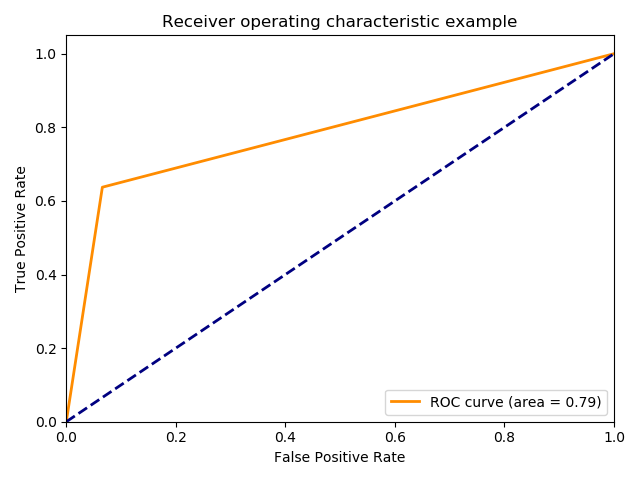 Receiver operating characteristic example
True Positive Rate
1.0
0.8
0.6
0.4
0.2
0.0
ROC curve (area = 0.79)
0.0 0.2 0.4 0.6 0.8 1.0
False Positive Rate